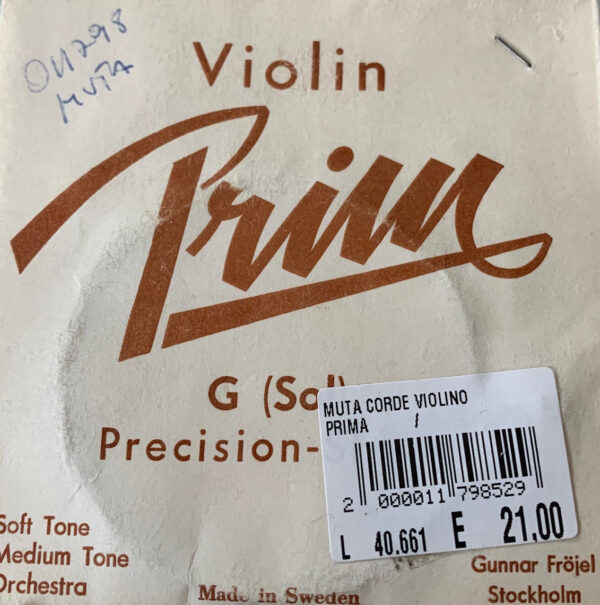 011798
MUTA
Violin
Prim
G (Sol)
Precision-
MUTA CORDE VIOLINO
PRIMA /
2 000011 798529
L 40.661 E 21,00
Soft Tone
Medium Tone
Orchestra
Made in Sweden
Gunnar Fröjel
Stockholm